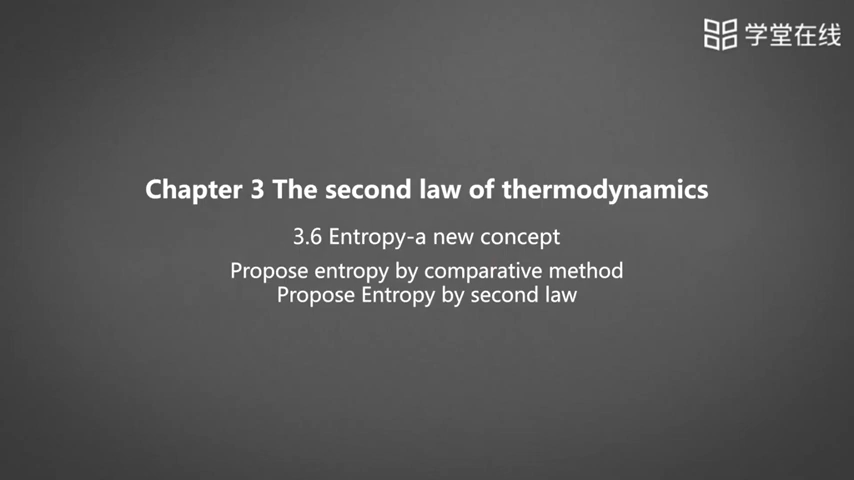 学堂在线
Chapter 3 The second law of thermodynamics
3.6 Entropy-a new concept
Propose entropy by comparative method
Propose Entropy by second law